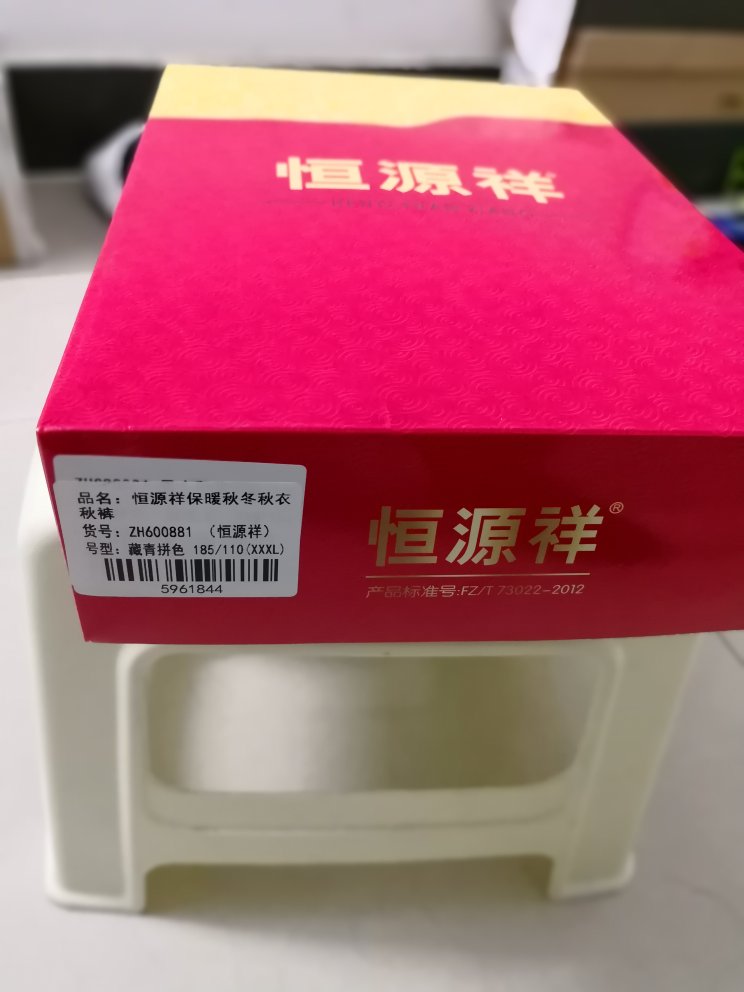 恒源祥®
品名：恒源祥保暖秋冬秋衣
秋裤
货号：ZH600881 （恒源祥）
号型：藏青拼色 185/110(XXXL)
5961844
恒源祥®
产品标准号:FZ/T 73022-2012